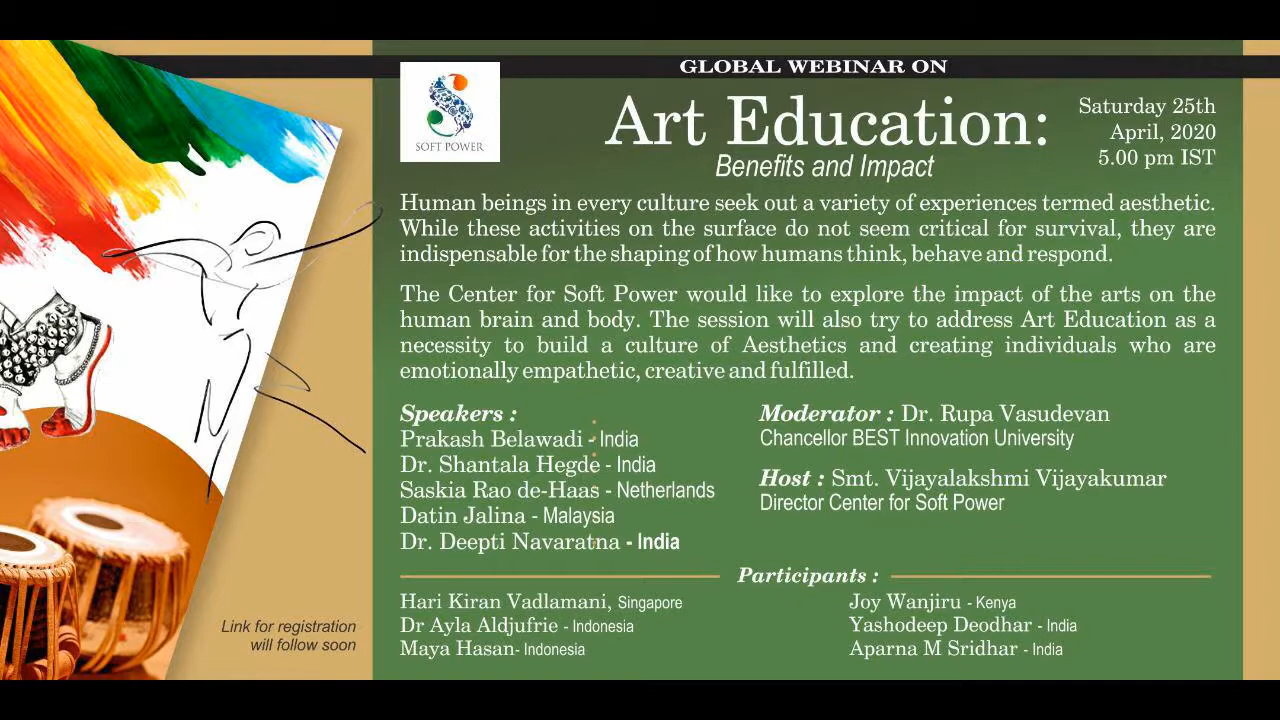 GLOBAL WEBINAR ON
SOFT POWER
Art Education:
Benefits and Impact
Saturday 25th
April, 2020
5.00 pm IST
Human beings in every culture seek out a variety of experiences termed aesthetic.
While these activities on the surface do not seem critical for survival, they are
indispensable for the shaping of how humans think, behave and respond.
The Center for Soft Power would like to explore the impact of the arts on the
human brain and body. The session will also try to address Art Education as a
necessity to build a culture of Aesthetics and creating individuals who are
emotionally empathetic, creative and fulfilled.
Speakers :
Prakash Belawadi - India
Dr. Shantala Hegde - India
Saskia Rao de-Haas - Netherlands
Datin Jalina - Malaysia
Dr. Deepti Navaratna - India
Moderator : Dr. Rupa Vasudevan
Chancellor BEST Innovation University
Host : Smt. Vijayalakshmi Vijayakumar
Director Center for Soft Power
Participants :
Hari Kiran Vadlamani, Singapore
Dr Ayla Aldjufrie - Indonesia
Maya Hasan- Indonesia
Joy Wanjiru - Kenya
Yashodeep Deodhar - India
Aparna M Sridhar - India
Link for registration
will follow soon